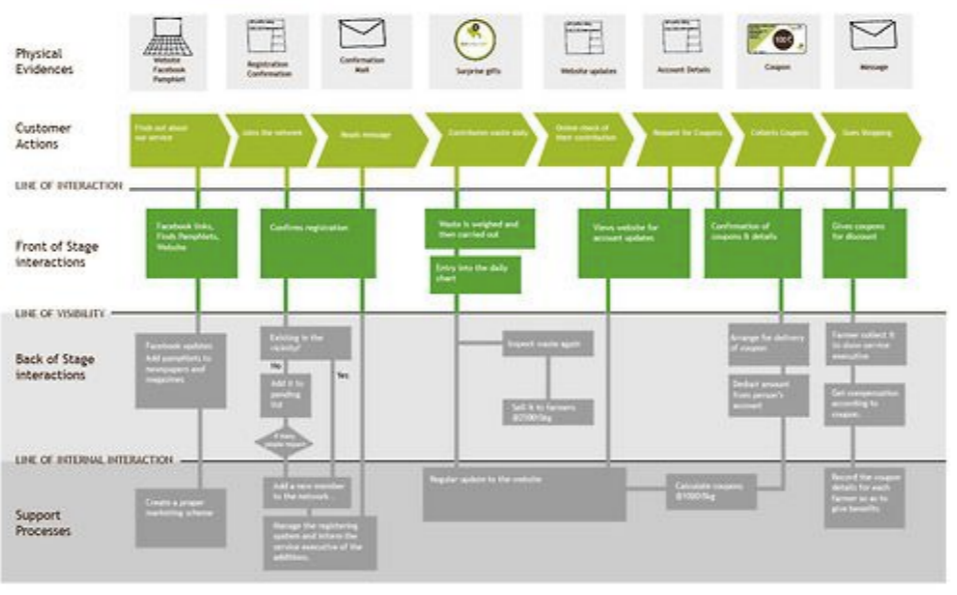 Physical
Evidences
Website
Facebook
Pamphlet
Registration
Confirmation
Confirmation
Mail
Surprise gifts
Website updates
Account Details
Coupon
Message
Customer
Actions
Finds out about
our service
Joins the network
Reads message
Contributes waste daily
Online check of
their contribution
Request for Coupons
Collects Coupons
Goes Shopping
LINE OF INTERACTION
Front of Stage
interactions
Facebook links,
Finds Pamphlets,
Website
Confirms registration
Waste is weighed and
then carried out
Entry into the daily
chart
Views website for
account updates
Confirmation of
coupons & details
Gives coupons
for discount
LINE OF VISIBILITY
Back of Stage
interactions
Facebook updates
Add pamphlets to
newspapers and
magazines
Existing in the
vicinity?
No
Yes
Add it to
pending
list
Inspect waste again
Sell it to farmers
Arrange for delivery
of coupon
Deduct amount
from person's
account
Farmer collect it
executive
Get compensation
according to
coupon.
LINE OF INTERNAL INTERACTION
Support
Processes
Create a proper
marketing scheme
Add a new member
to the network..
Manage the registering
system and inform the
service executive of the
additions.
Regular update to the website
Calculate coupons
Record the coupon
details for each
farmer so as to
give benefits